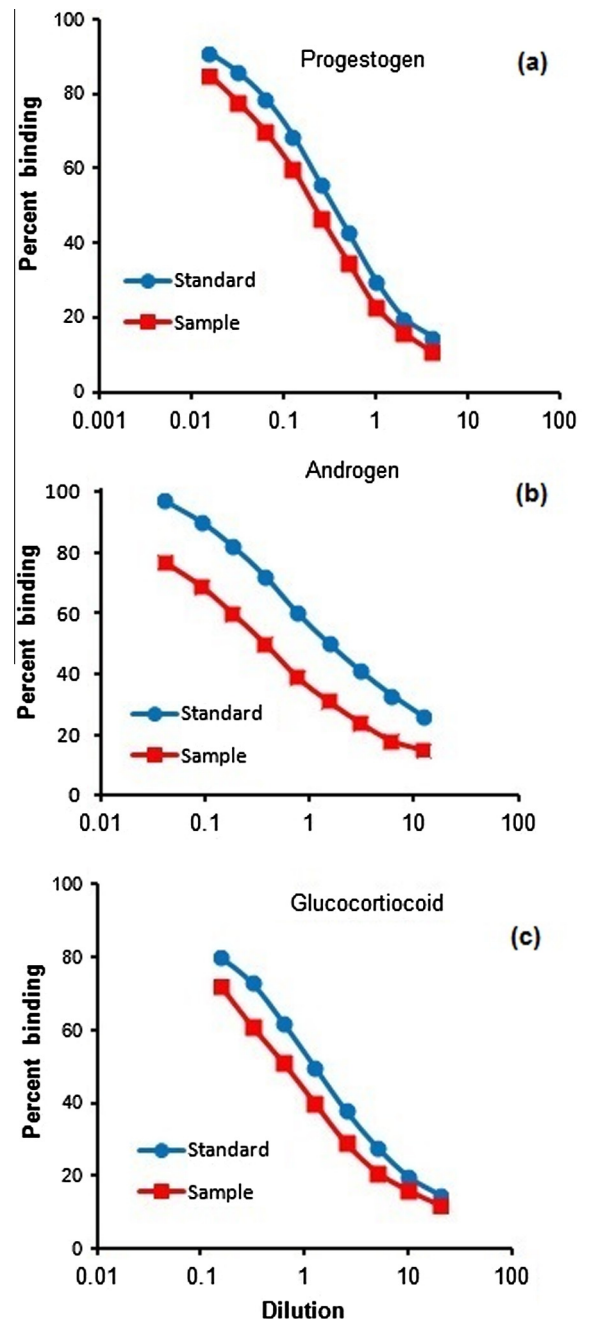 100
Progestogen
(a)
80
60
40
20
0
Percent binding
Standard
Sample
0.001 0.01 0.1 1 10 100
Androgen
(b)
100
80
60
40
20
0
Percent binding
Standard
Sample
0.01 0.1 1 10 100
100
Glucocortiocoid
(c)
80
60
40
20
0
Percent binding
Standard
Sample
0.01 0.1 1 10 100
Dilution